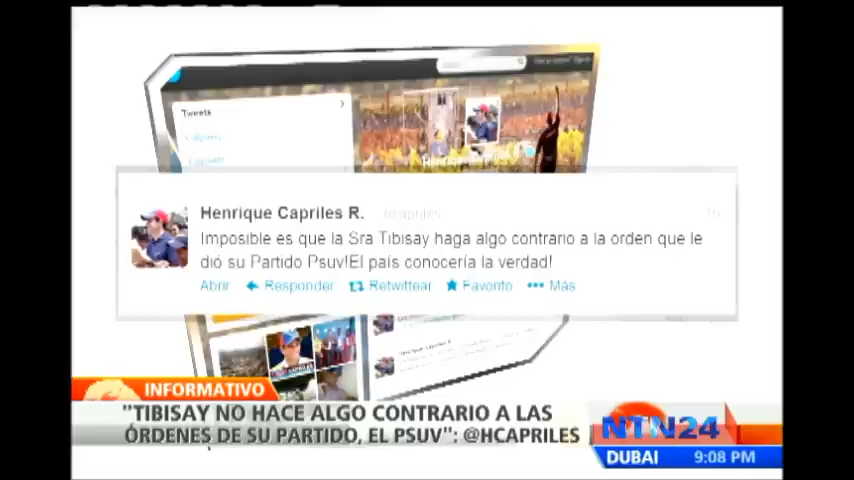 Tweets
Henrique Capriles R. hcapriles 1h
Imposible es que la Sra Tibisay haga algo contrario a la orden que le
dió su Partido Psuv!El país conocería la verdad!
Abrir Responder Retwittear Favorito Más
INFORMATIVO
"TIBISAY NO HACE ALGO CONTRARIO A LAS
ÓRDENES DE SU PARTIDO, EL PSUV": @HCAPRILES
NTN24
DUBAI 9:08 PM